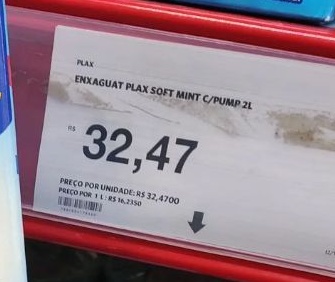 PLAX
ENXAGUAT PLAX SOFT MINT C/PUMP 2L
R$ 32,47
PREÇO POR UNIDADE: R$ 32,4700
PREÇO POR 1 L: R$ 16,2350